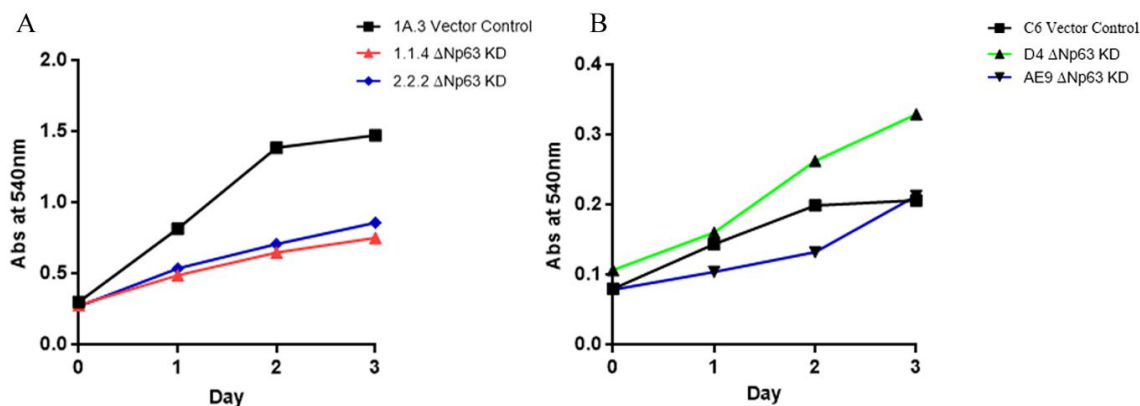 A
1A.3 Vector Control
1.1.4 ΔNp63 KD
2.2.2 ΔNp63 KD
2.0
1.5
1.0
0.5
0.0
Abs at 540nm
0 1 2 3
Day
B
C6 Vector Control
D4 ΔNp63 KD
AE9 ΔNp63 KD
0.4
0.3
0.2
0.1
0.0
Abs at 540nm
0 1 2 3
Day